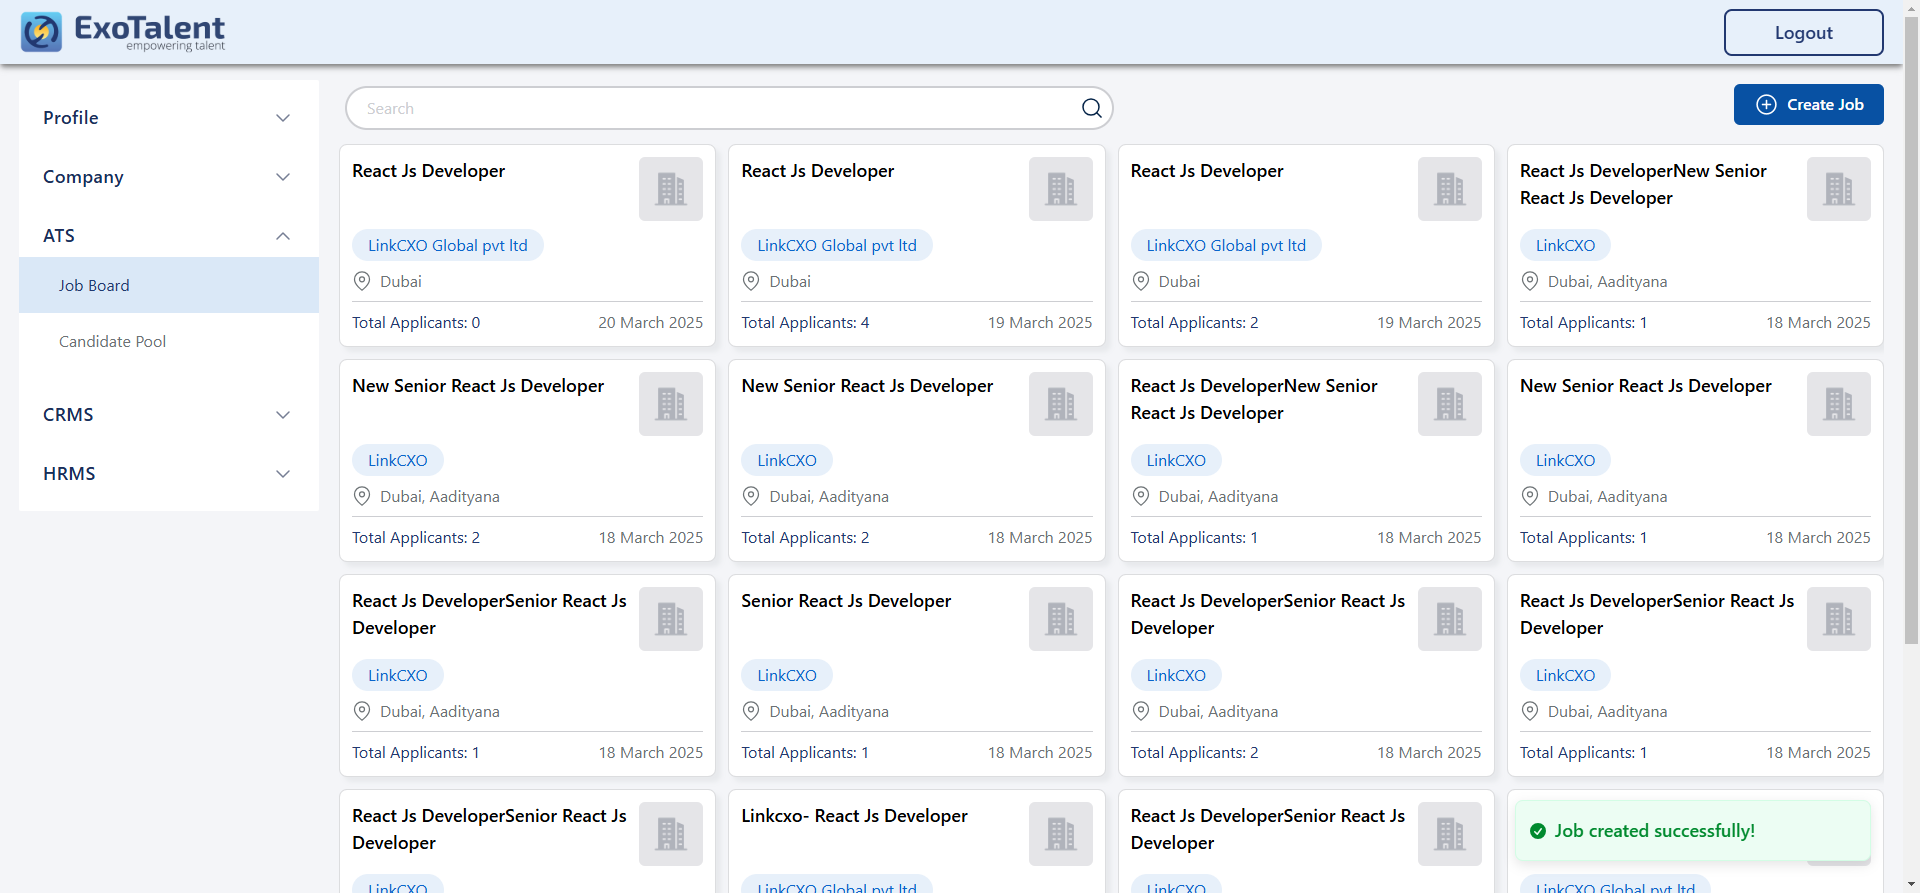 ExoTalent
empowering talent
Logout
Profile
Company
ATS
Job Board
Candidate Pool
CRMS
HRMS
Search
Create Job
React Js Developer
LinkCXO Global pvt ltd
Dubai
Total Applicants: 0 20 March 2025
React Js Developer
LinkCXO Global pvt ltd
Dubai
Total Applicants: 4 19 March 2025
React Js Developer
LinkCXO Global pvt ltd
Dubai
Total Applicants: 2 19 March 2025
React Js DeveloperNew Senior
React Js Developer
LinkCXO
Dubai, Aadityana
Total Applicants: 1 18 March 2025
New Senior React Js Developer
LinkCXO
Dubai, Aadityana
Total Applicants: 2 18 March 2025
New Senior React Js Developer
LinkCXO
Dubai, Aadityana
Total Applicants: 2 18 March 2025
React Js DeveloperNew Senior
React Js Developer
LinkCXO
Dubai, Aadityana
Total Applicants: 1 18 March 2025
New Senior React Js Developer
LinkCXO
Dubai, Aadityana
Total Applicants: 1 18 March 2025
React Js DeveloperSenior React Js
Developer
LinkCXO
Dubai, Aadityana
Total Applicants: 1 18 March 2025
Senior React Js Developer
LinkCXO
Dubai, Aadityana
Total Applicants: 1 18 March 2025
React Js DeveloperSenior React Js
Developer
LinkCXO
Dubai, Aadityana
Total Applicants: 2 18 March 2025
React Js DeveloperSenior React Js
Developer
LinkCXO
Dubai, Aadityana
Total Applicants: 1 18 March 2025
React Js DeveloperSenior React Js
Developer
LinkCXO
Linkcxo- React Js Developer
LinkCXO Global pvt ltd
React Js DeveloperSenior React Js
Developer
LinkCXO
Job created successfully!
LinkCXO Global pvt ltd